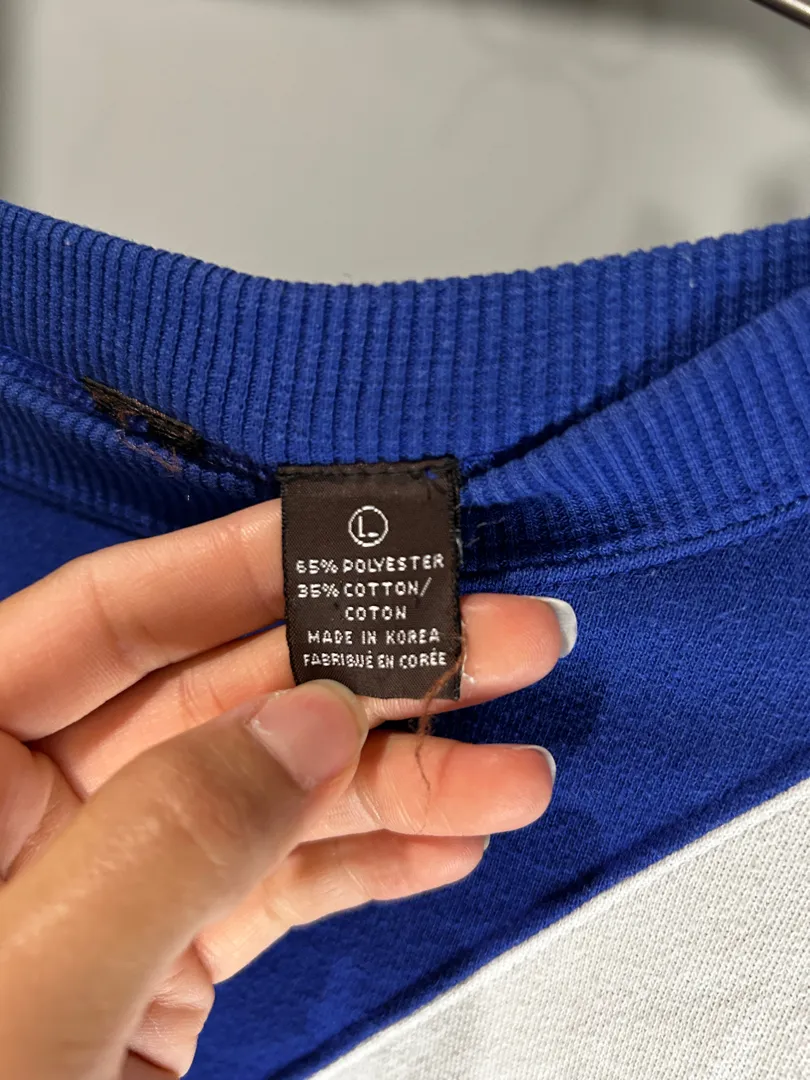 L
65% POLYESTER
35% COTTON/
COTON
MADE IN KOREA
FABRIQUÉ EN CORÉE